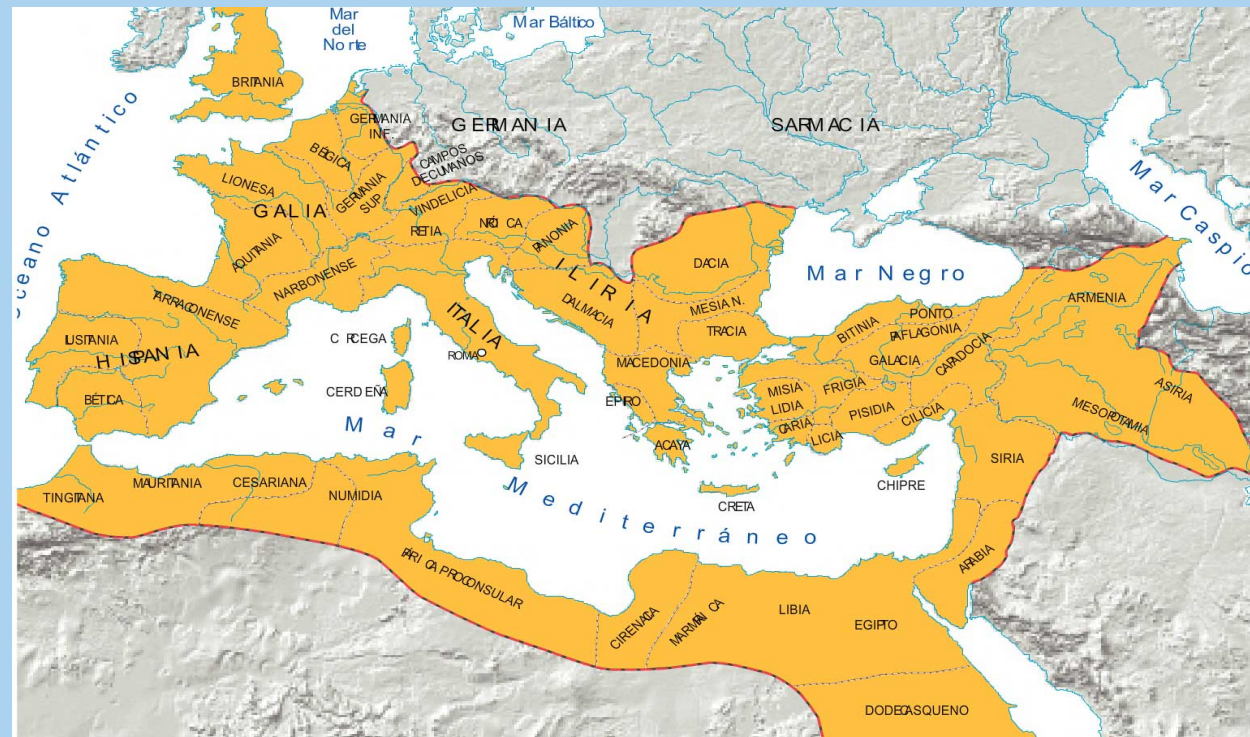 Mar
del
Norte
Mar Báltico
BRITANIA
Oceano Atlántico
GERMANIA
INF.
GERMANIA
SARMACIA
BÉGICA
CAMPOS
DECUMANOS
LIONESA
GERMANIA
SUP.
VINDELICIA
GALIA
RETIA
NÓRICA
PANONIA
AQUITANIA
NARBONENSE
ILIRIA
DALMACIA
DACIA
Mar Negro
Mar Caspio
MESIA N.
TRACIA
ARMENIA
PONTO
BITINIA
PAFLAGONIA
CAPADOCIA
GALACIA
TARRACONENSE
LUSITANIA
HISPANIA
BÉTICA
C RCEGA
ITALIA
ROMA
CERDEÑA
MACEDONIA
EPIRO
ACAYA
MISIA
FRIGIA
LIDIA
CARIA
LICIA
PISIDIA
CILICIA
ASIRIA
MESOPOTAMIA
Mar Mediterráneo
SICILIA
CRETA
CHIPRE
SIRIA
TINGITANA
MAURITANIA
CESARIANA
NUMIDIA
ÁFRICA PROCONSULAR
CIRENAICA
MARMÁRICA
LIBIA
EGIPTO
ARABIA
DODECASQUENO